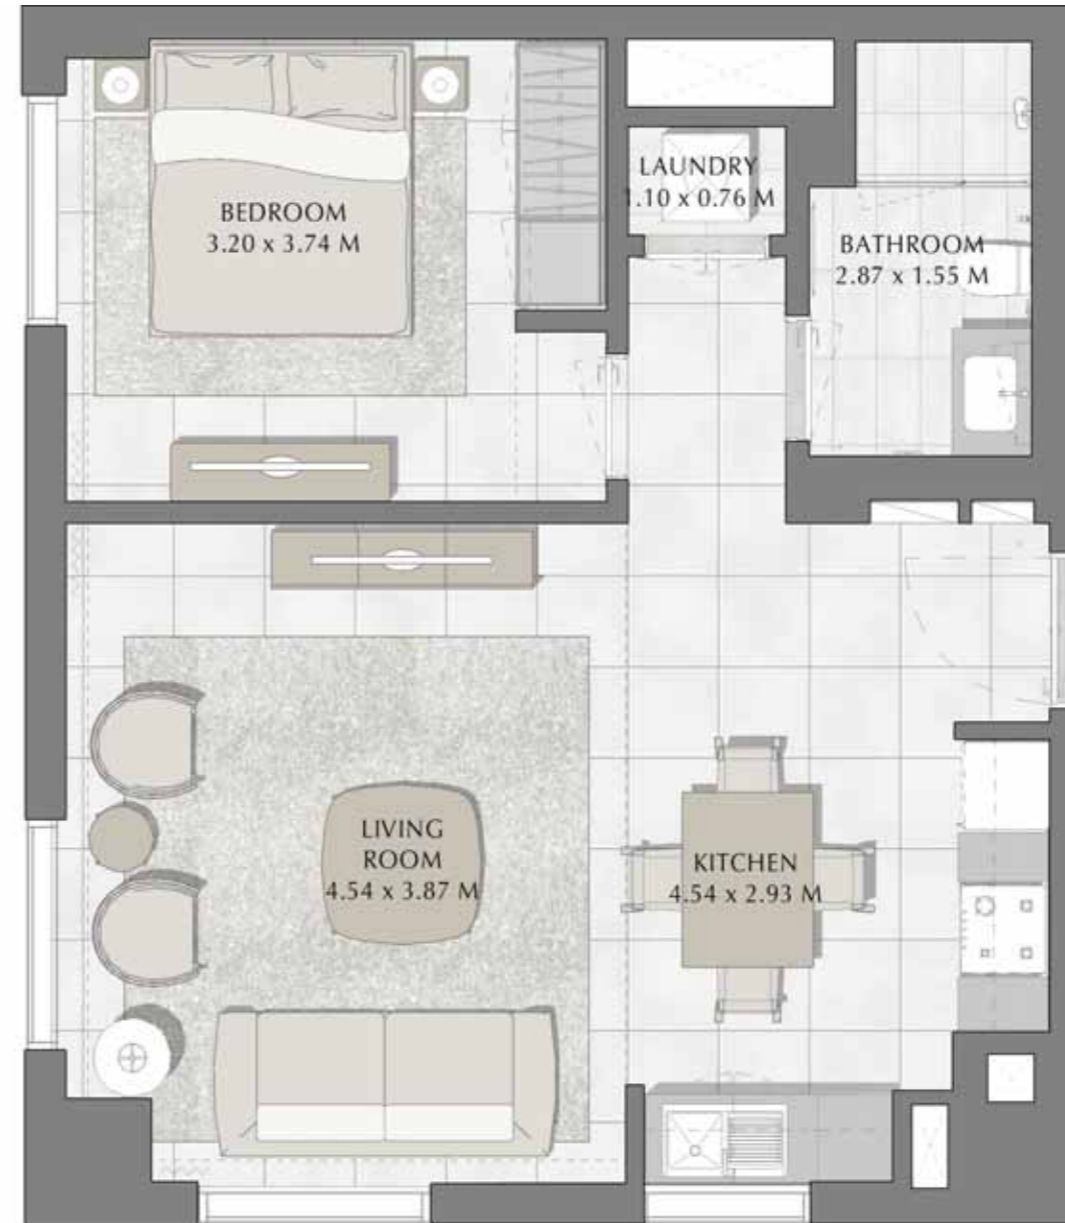 LAUNDRY
1.10 x 0.76 M
BEDROOM
3.20 x 3.74 M
BATHROOM
2.87 x 1.55 M
LIVING
ROOM
4.54 x 3.87 M
KITCHEN
4.54 x 2.93 M